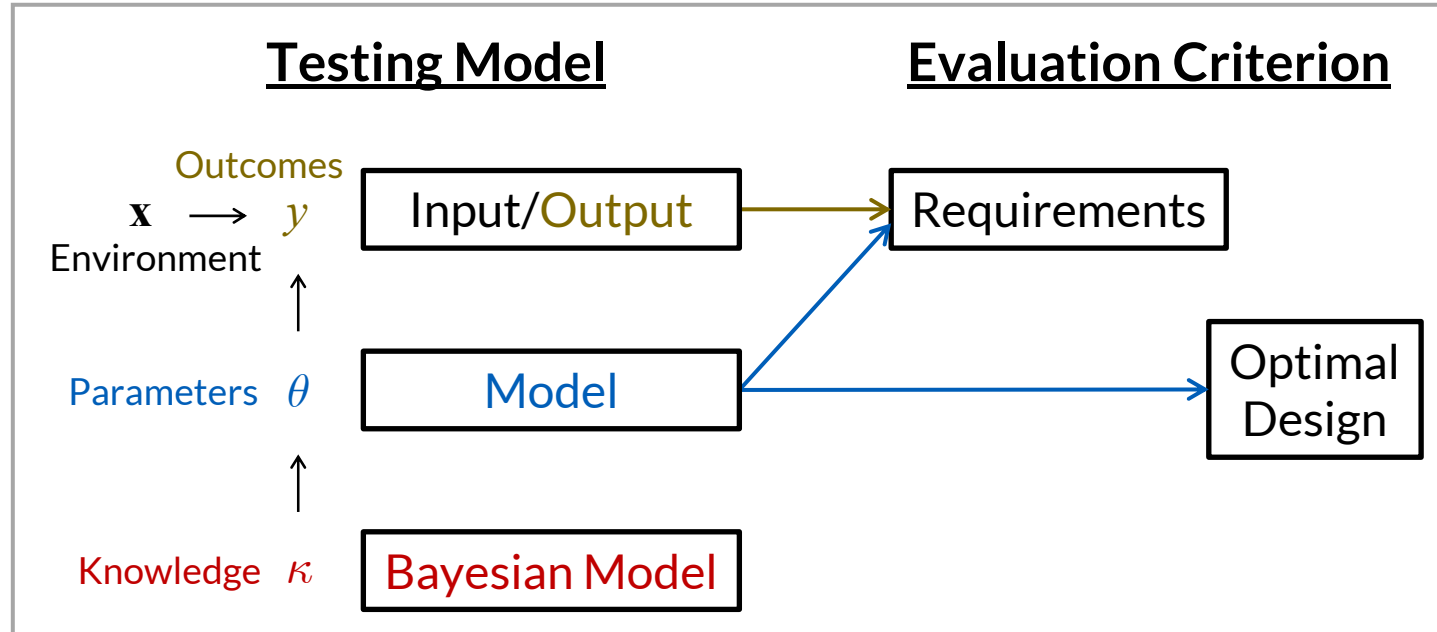 Testing Model
Evaluation Criterion
Outcomes
x → y
Environment
Input/Output
Requirements
Parameters θ
Model
Optimal
Design
Knowledge κ
Bayesian Model